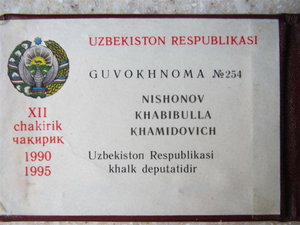 UZBEKISTON RESPUBLIKASI
GUVOKHNOMA №254
NISHONOV
KHABIBULLA
KHAMIDOVICH
Uzbekiston Respublikasi
khalk deputatidir
XII
chakirik
чақириқ
1990
1995